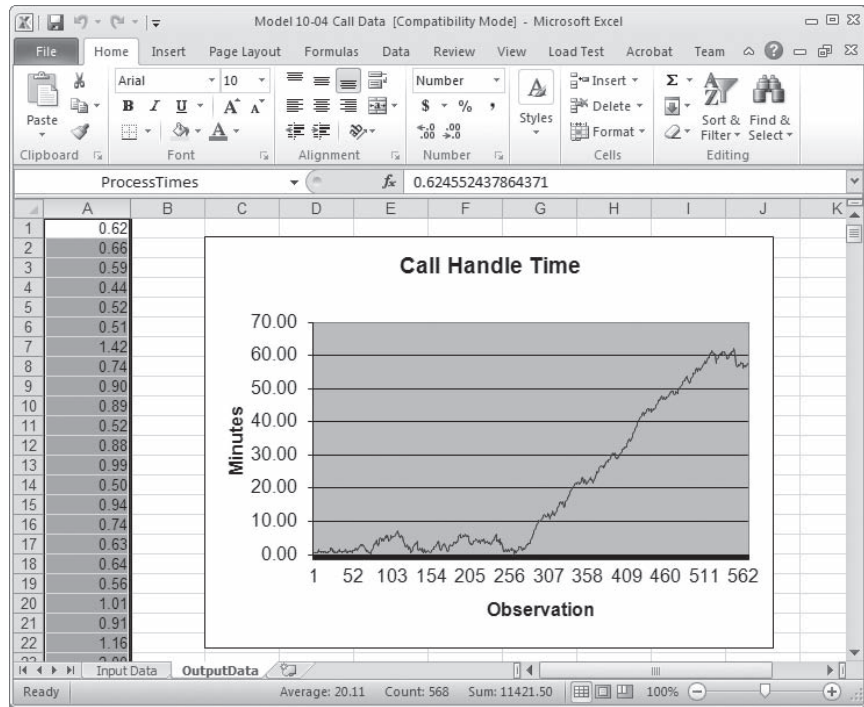 Model 10-04 Call Data [Compatibility Mode] - Microsoft Excel
File Home Insert Page Layout Formulas Data Review View Load Test Acrobat Team
Paste
Arial 10
B I U A A
A
Number
$ % ,
.00 .00
Styles
Insert
Delete
Format
Σ
Sort & Filter
Find & Select
Clipboard Font Alignment Number Cells Editing
ProcessTimes fx 0.624552437864371
A B C D E F G H I J K
1 0.62
2 0.66
3 0.59
4 0.44
5 0.52
6 0.51
7 1.42
8 0.74
9 0.90
10 0.89
11 0.52
12 0.88
13 0.99
14 0.50
15 0.94
16 0.74
17 0.63
18 0.64
19 0.56
20 1.01
21 0.91
22 1.16
Call Handle Time
Minutes
70.00
60.00
50.00
40.00
30.00
20.00
10.00
0.00
1 52 103 154 205 256 307 358 409 460 511 562
Observation
Input Data OutputData
Ready Average: 20.11 Count: 568 Sum: 11421.50 100%